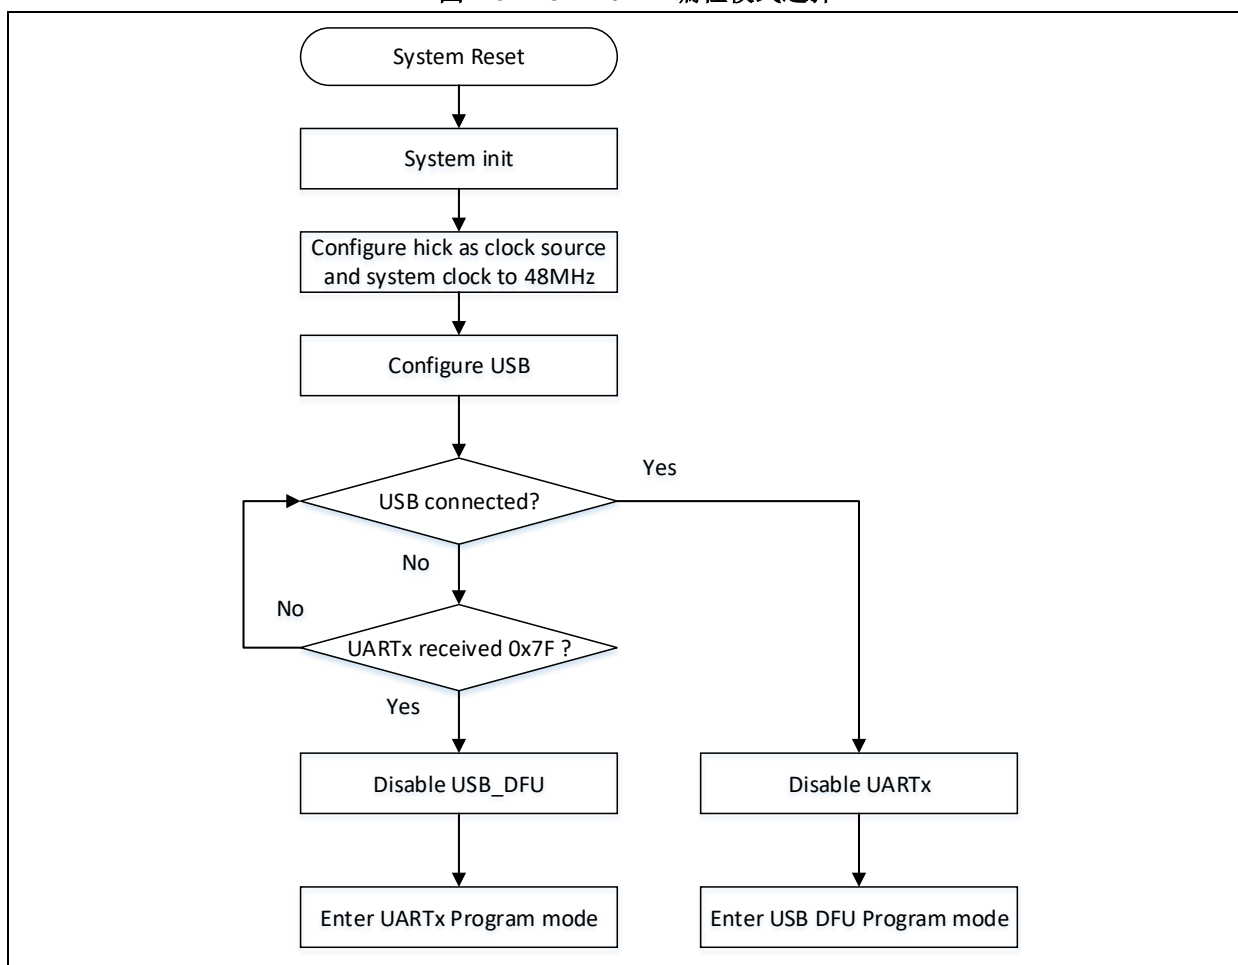 System Reset
System init
Configure hick as clock source
and system clock to 48MHz
Configure USB
Yes
USB connected?
No
No
UARTx received 0x7F ?
Yes
Disable USB_DFU
Disable UARTx
Enter UARTx Program mode
Enter USB DFU Program mode